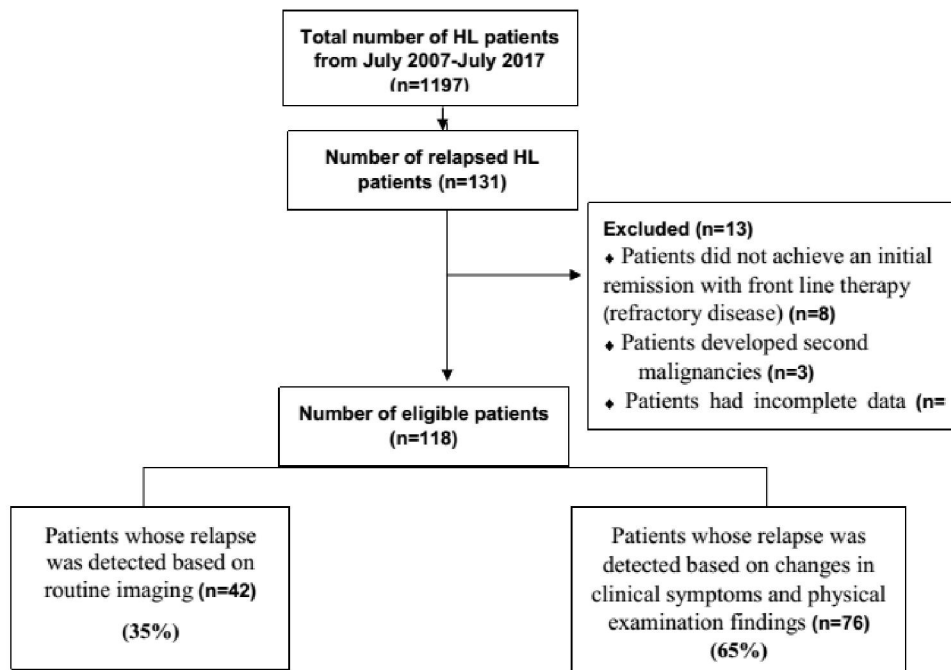 Total number of HL patients
from July 2007-July 2017
(n=1197)
Number of relapsed HL
patients (n=131)
Excluded (n=13)
♦ Patients did not achieve an initial
remission with front line therapy
(refractory disease) (n=8)
♦ Patients developed second
malignancies (n=3)
♦ Patients had incomplete data (n=
Number of eligible patients
(n=118)
Patients whose relapse
was detected based on
routine imaging (n=42)
(35%)
Patients whose relapse was
detected based on changes in
clinical symptoms and physical
examination findings (n=76)
(65%)